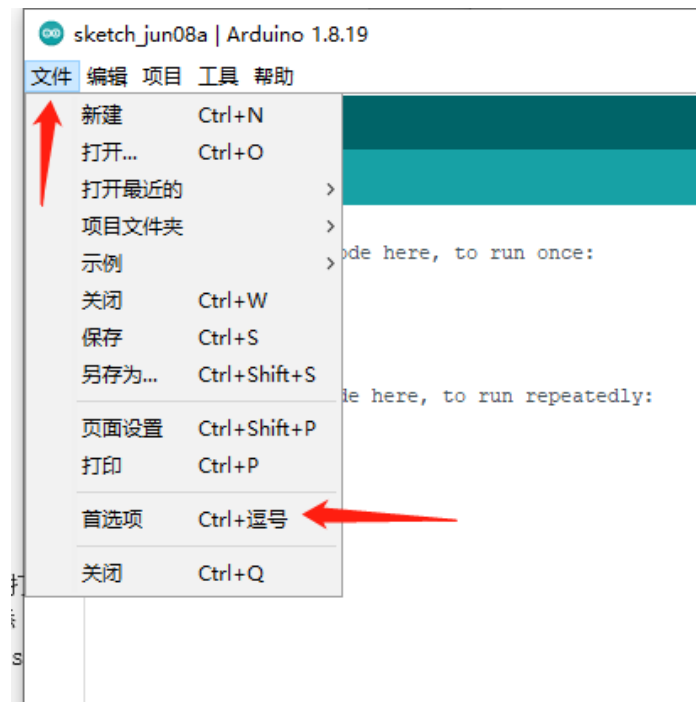 sketch_jun08a | Arduino 1.8.19
文件 编辑 项目 工具 帮助
新建 Ctrl+N
打开... Ctrl+O
打开最近的 >
项目文件夹 >
示例 >
ode here, to run once:
关闭 Ctrl+W
保存 Ctrl+S
另存为... Ctrl+Shift+S
de here, to run repeatedly:
页面设置 Ctrl+Shift+P
打印 Ctrl+P
首选项 Ctrl+逗号
关闭 Ctrl+Q
s